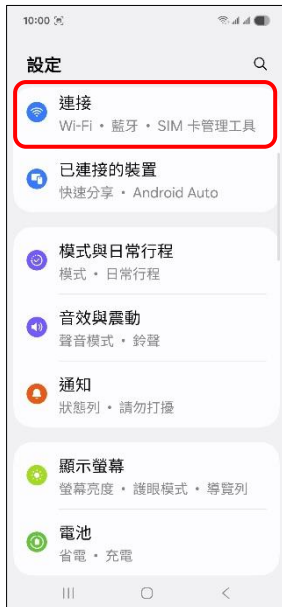 10:00
設定
連接
Wi-Fi • 藍牙 • SIM 卡管理工具
已連接的裝置
快速分享 • Android Auto
模式與日常行程
模式 • 日常行程
音效與震動
聲音模式 • 鈴聲
通知
狀態列 • 請勿打擾
顯示螢幕
螢幕亮度 • 護眼模式 • 導覽列
電池
省電 • 充電